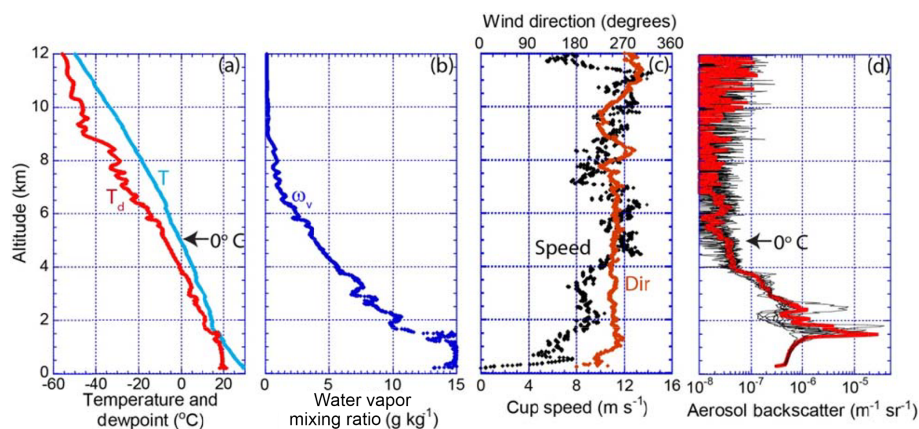 Wind direction (degrees)
0 90 180 270 360
12
10
8
6
4
2
0
Altitude (km)
(a)
T
T_d
0° C
-60 -40 -20 0 20
Temperature and
dewpoint (°C)
(b)
ω_v
0 5 10 15
Water vapor
mixing ratio (g kg⁻¹)
(c)
Speed
Dir
0 4 8 12 16
Cup speed (m s⁻¹)
(d)
0° C
10⁻⁸ 10⁻⁷ 10⁻⁶ 10⁻⁵
Aerosol backscatter (m⁻¹ sr⁻¹)